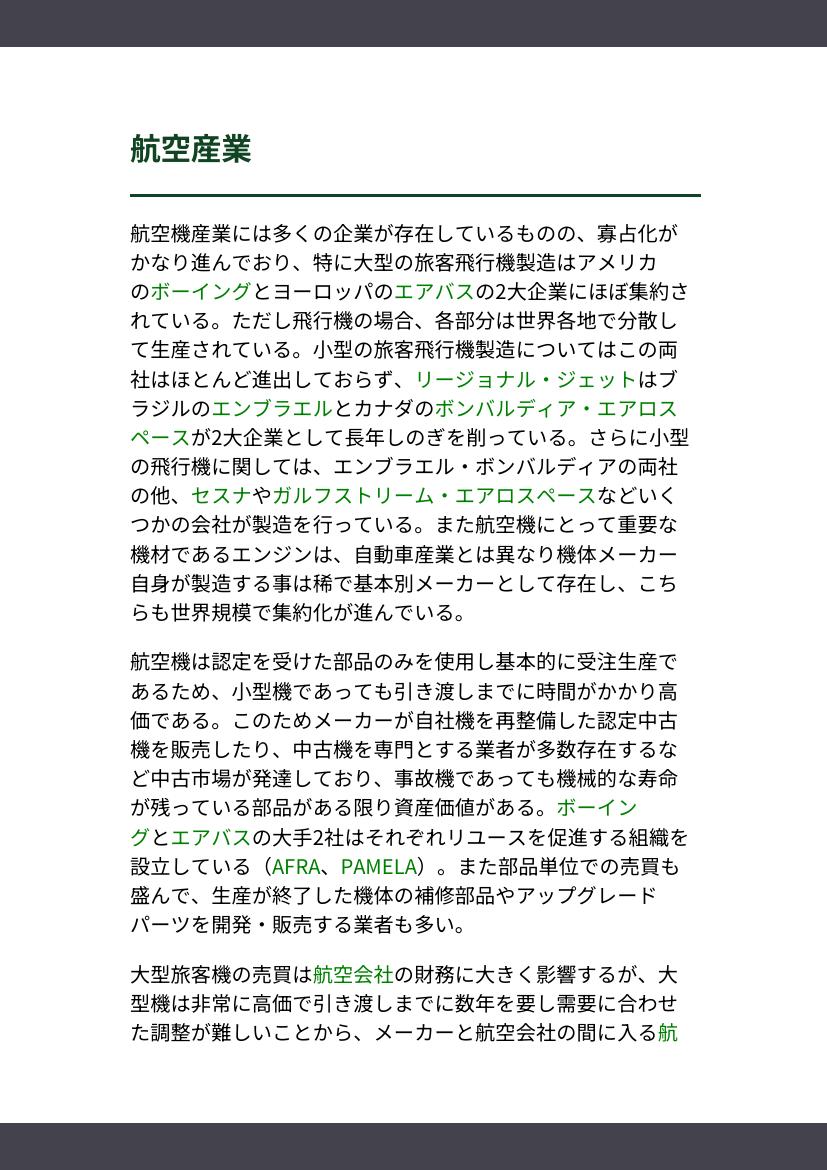 航空産業
航空機産業には多くの企業が存在しているものの、寡占化が
かなり進んでおり、特に大型の旅客飛行機製造はアメリカ
のボーイングとヨーロッパのエアバスの2大企業にほぼ集約さ
れている。ただし飛行機の場合、各部分は世界各地で分散し
て生産されている。小型の旅客飛行機製造についてはこの両
社はほとんど進出しておらず、リージョナル・ジェットはブ
ラジルのエンブラエルとカナダのボンバルディア・エアロス
ペースが2大企業として長年しのぎを削っている。さらに小型
の飛行機に関しては、エンブラエル・ボンバルディアの両社
の他、セスナやガルフストリーム・エアロスペースなどいく
つかの会社が製造を行っている。また航空機にとって重要な
機材であるエンジンは、自動車産業とは異なり機体メーカー
自身が製造する事は稀で基本別メーカーとして存在し、こち
らも世界規模で集約化が進んでいる。
航空機は認定を受けた部品のみを使用し基本的に受注生産で
あるため、小型機であっても引き渡しまでに時間がかかり高
価である。このためメーカーが自社機を再整備した認定中古
機を販売したり、中古機を専門とする業者が多数存在するな
ど中古市場が発達しており、事故機であっても機械的な寿命
が残っている部品がある限り資産価値がある。ボーイン
グとエアバスの大手2社はそれぞれリユースを促進する組織を
設立している（AFRA、PAMELA）。また部品単位での売買も
盛んで、生産が終了した機体の補修部品やアップグレード
パーツを開発・販売する業者も多い。
大型旅客機の売買は航空会社の財務に大きく影響するが、大
型機は非常に高価で引き渡しまでに数年を要し需要に合わせ
た調整が難しいことから、メーカーと航空会社の間に入る航